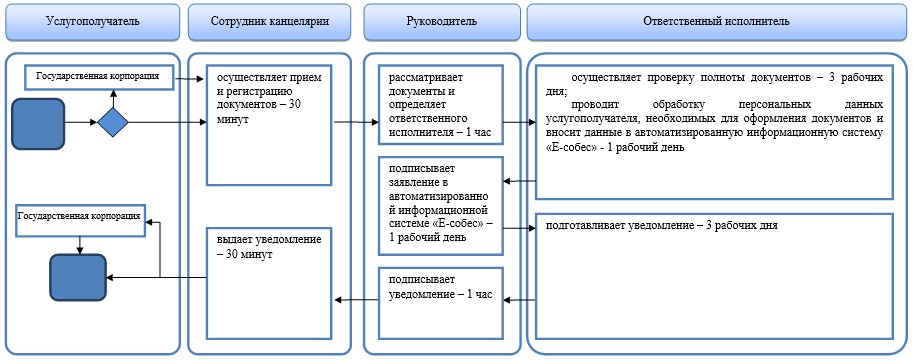 Услугополучатель
Сотрудник канцелярии
Руководитель
Ответственный исполнитель
Государственная корпорация
осуществляет прием
и регистрацию
документов – 30
минут
рассматривает
документы и
определяет
ответственного
исполнителя – 1 час
осуществляет проверку полноты документов – 3 рабочих
дня;
проводит обработку персональных данных
услугополучателя, необходимых для оформления документов и
вносит данные в автоматизированную информационную систему
«Е-собес» - 1 рабочий день
подписывает
заявление в
автоматизированно
й информационной
системе «Е-собес» –
1 рабочий день
Государственная корпорация
выдает уведомление
– 30 минут
подготавливает уведомление – 3 рабочих дня
подписывает
уведомление – 1 час